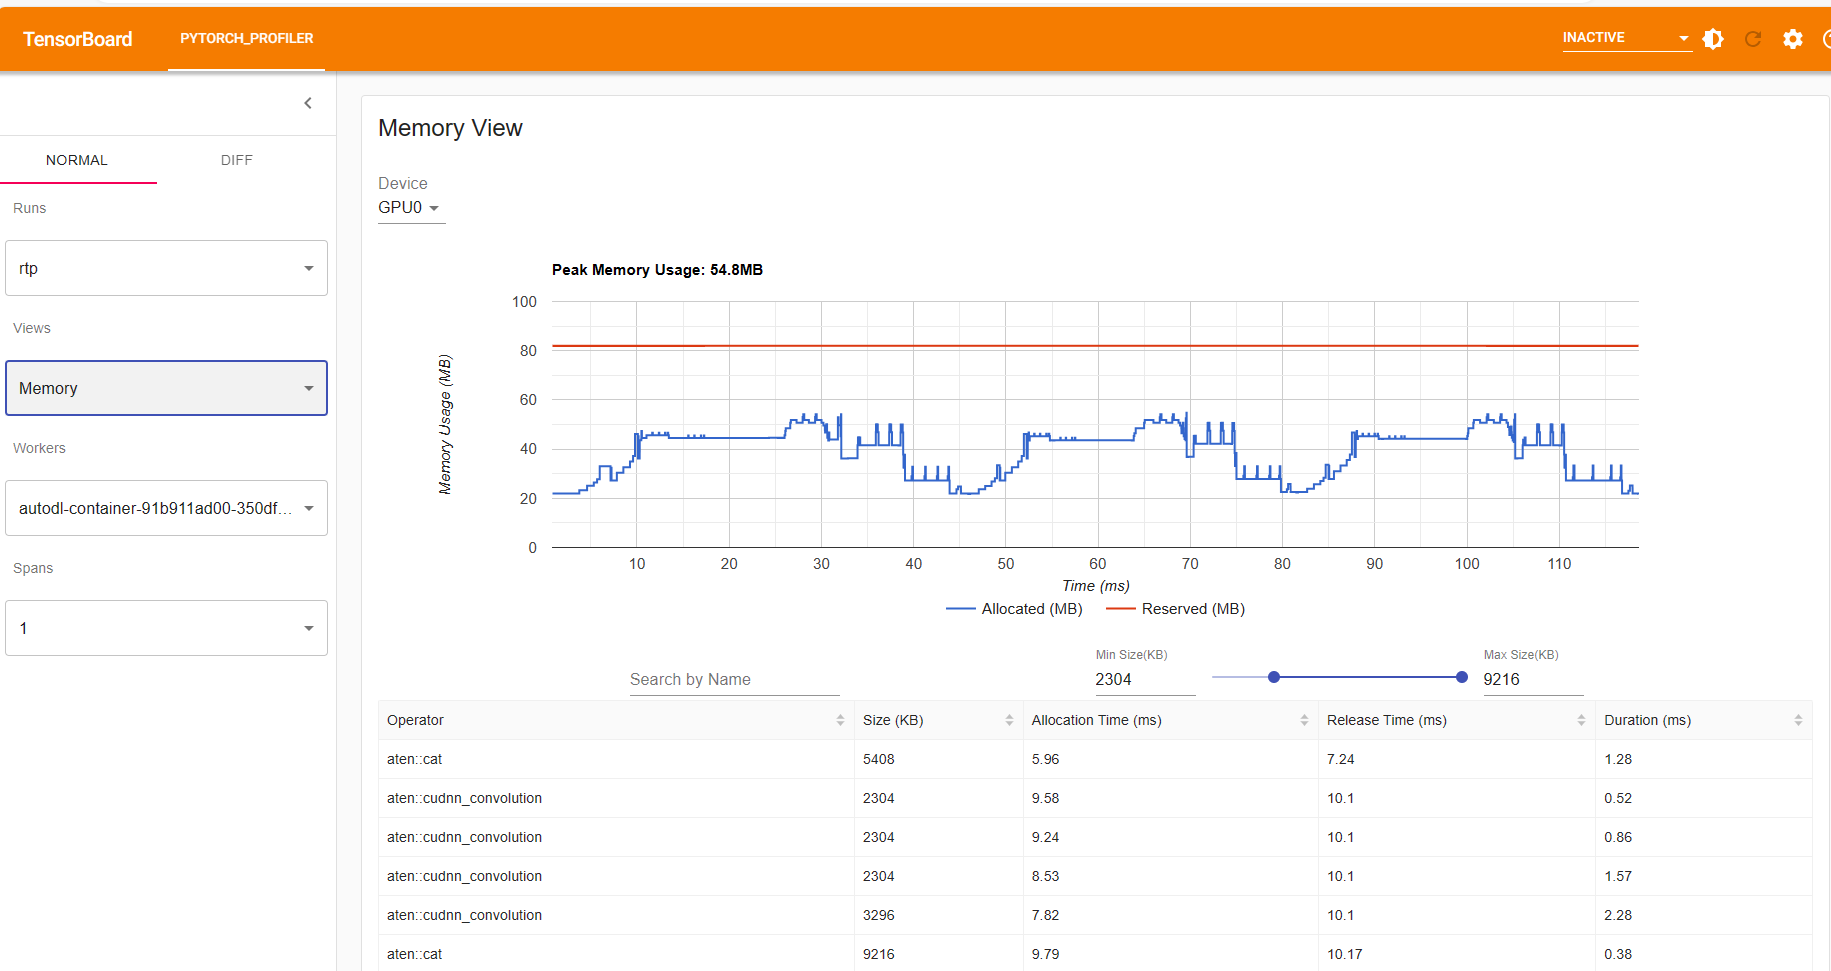 TensorBoard
PYTORCH_PROFILER
INACTIVE
NORMAL DIFF
Runs
rtp
Views
Memory
Workers
autodl-container-91b911ad00-350df...
Spans
1
Memory View
Device
GPU0
Peak Memory Usage: 54.8MB
Memory Usage (MB)
100
80
60
40
20
0
10 20 30 40 50 60 70 80 90 100 110
Time (ms)
Allocated (MB) Reserved (MB)
Search by Name
Min Size(KB)
2304
Max Size(KB)
9216
Operator Size (KB) Allocation Time (ms) Release Time (ms) Duration (ms)
aten::cat 5408 5.96 7.24 1.28
aten::cudnn_convolution 2304 9.58 10.1 0.52
aten::cudnn_convolution 2304 9.24 10.1 0.86
aten::cudnn_convolution 2304 8.53 10.1 1.57
aten::cudnn_convolution 3296 7.82 10.1 2.28
aten::cat 9216 9.79 10.17 0.38